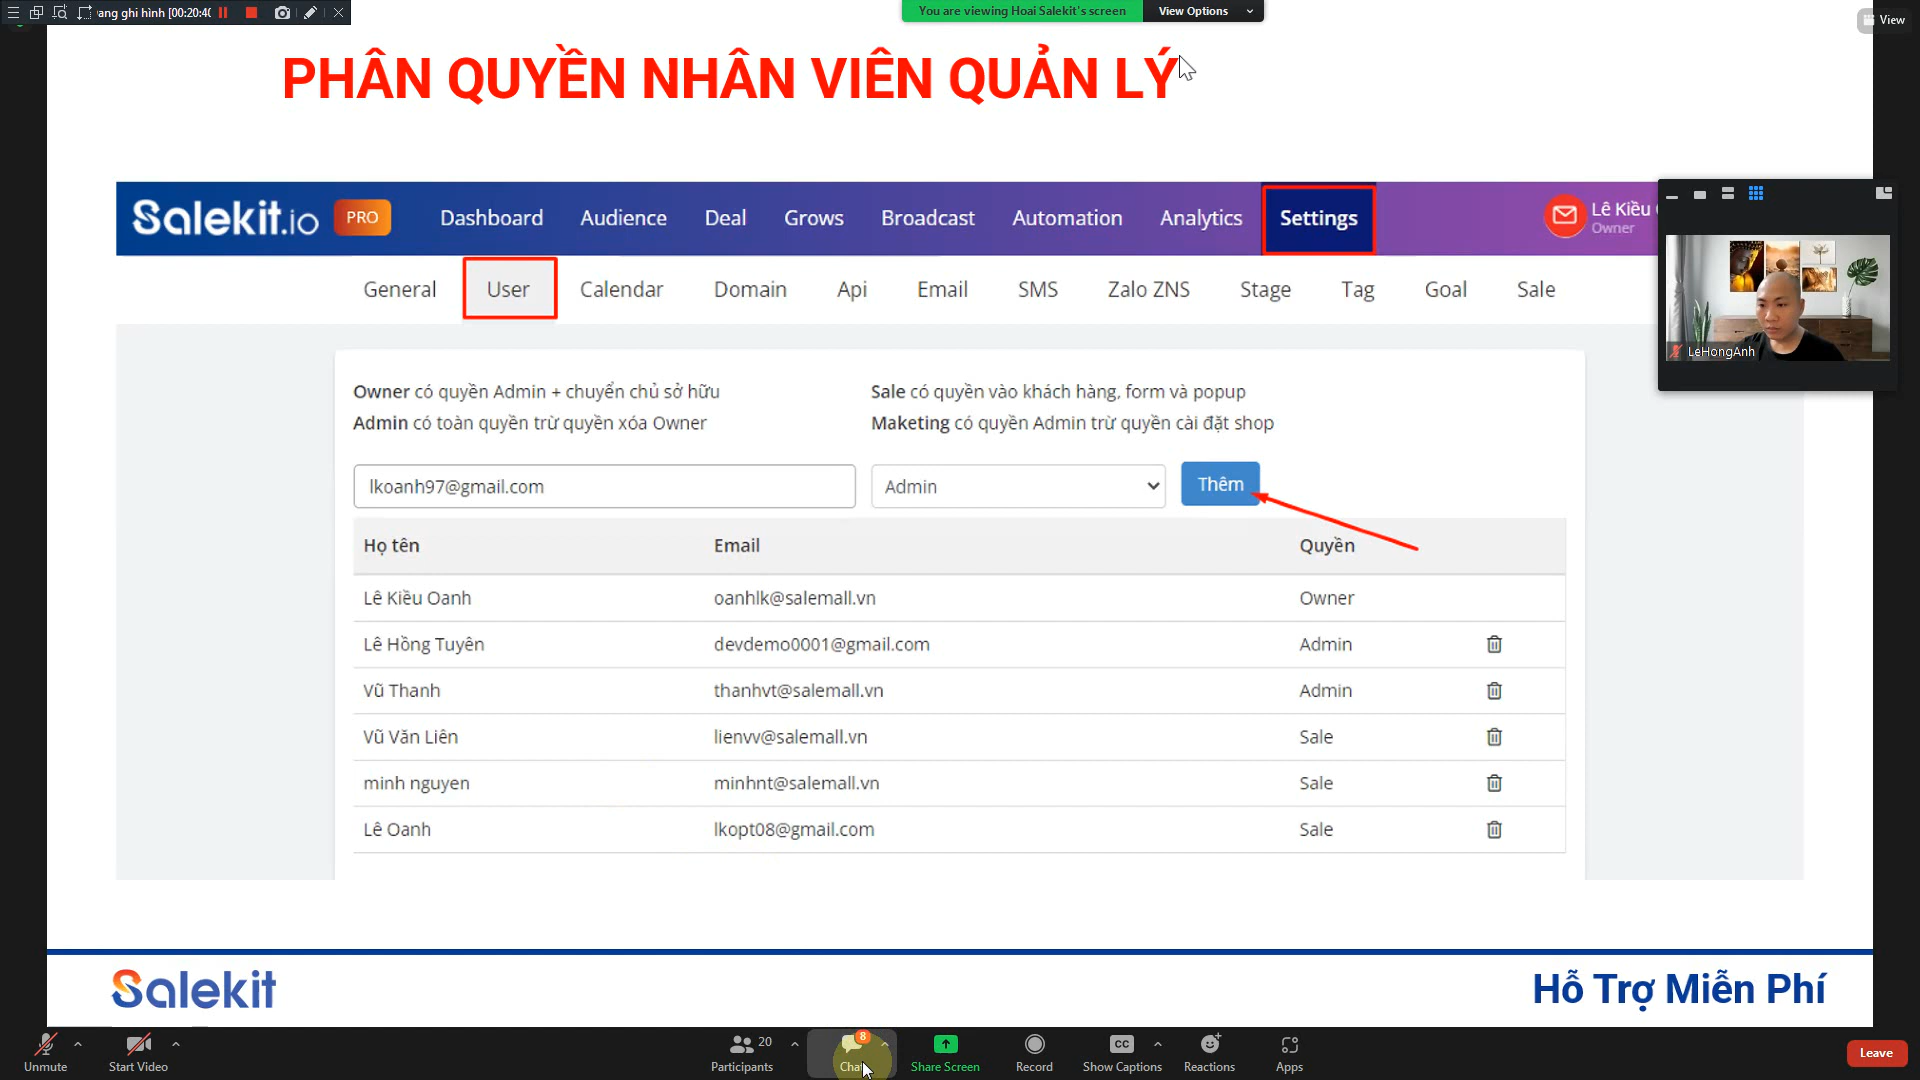 ang ghi hình [00:20:40
You are viewing Hoai Salekit's screen
View Options
View
PHÂN QUYỀN NHÂN VIÊN QUẢN LÝ
Salekit.io PRO Dashboard Audience Deal Grows Broadcast Automation Analytics Settings
Lê Kiều
Owner
General User Calendar Domain Api Email SMS Zalo ZNS Stage Tag Goal Sale
LeHongAnh
Owner có quyền Admin + chuyển chủ sở hữu
Sale có quyền vào khách hàng, form và popup
Admin có toàn quyền trừ quyền xóa Owner
Maketing có quyền Admin trừ quyền cài đặt shop
lkoanh97@gmail.com Admin Thêm
Họ tên Email Quyền
Lê Kiều Oanh oanhlk@salemall.vn Owner
Lê Hồng Tuyên devdemo0001@gmail.com Admin
Vũ Thanh thanhvt@salemall.vn Admin
Vũ Văn Liên lienvv@salemall.vn Sale
minh nguyen minhnt@salemall.vn Sale
Lê Oanh lkopt08@gmail.com Sale
Salekit
Hỗ Trợ Miễn Phí
Unmute
Start Video
20
Participants
8
Chat
Share Screen
Record
CC
Show Captions
Reactions
Apps
Leave